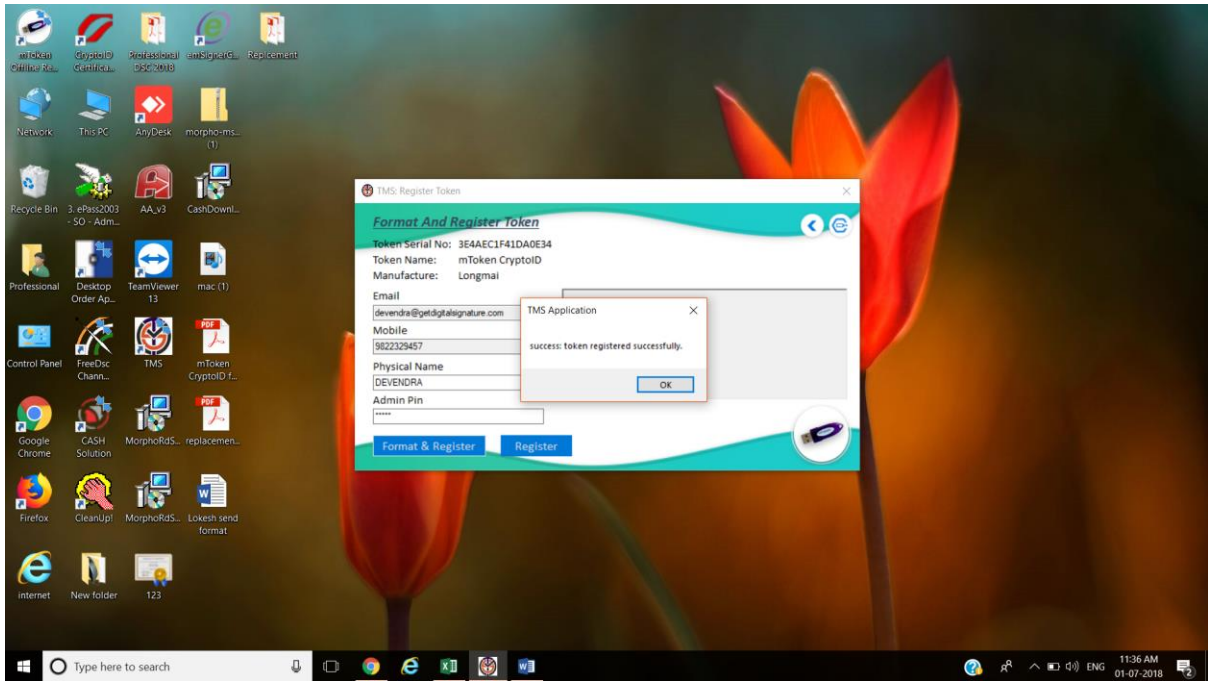 mToken
CryptoID
Professional
emSignerG...
Replcement
Offline Re...
Certifica...
DSC 2018
Network
This PC
AnyDesk
morpho-ms...
(1)
Recycle Bin
3. ePass2003
- SO - Adm...
AA_v3
CashDownl...
Professional
Desktop
Order Ap...
TeamViewer
13
mac (1)
Control Panel
FreeDsc
Chann...
TMS
PDF
mToken
CryptoID f...
Google
Chrome
CASH
Solution
MorphoRdS...
PDF
replacemen...
Firefox
CleanUp!
MorphoRdS...
Lokesh send
format
internet
New folder
123
TMS: Register Token
Format And Register Token
Token Serial No: 3E4AEC1F41DA0E34
Token Name: mToken CryptoID
Manufacture: Longmai
Email
devendra@getdigitalsignature.com
Mobile
9822329457
Physical Name
DEVENDRA
Admin Pin
*****
Format & Register
Register
TMS Application
success: token registered successfully.
OK
Type here to search
ENG
11:36 AM
01-07-2018
2